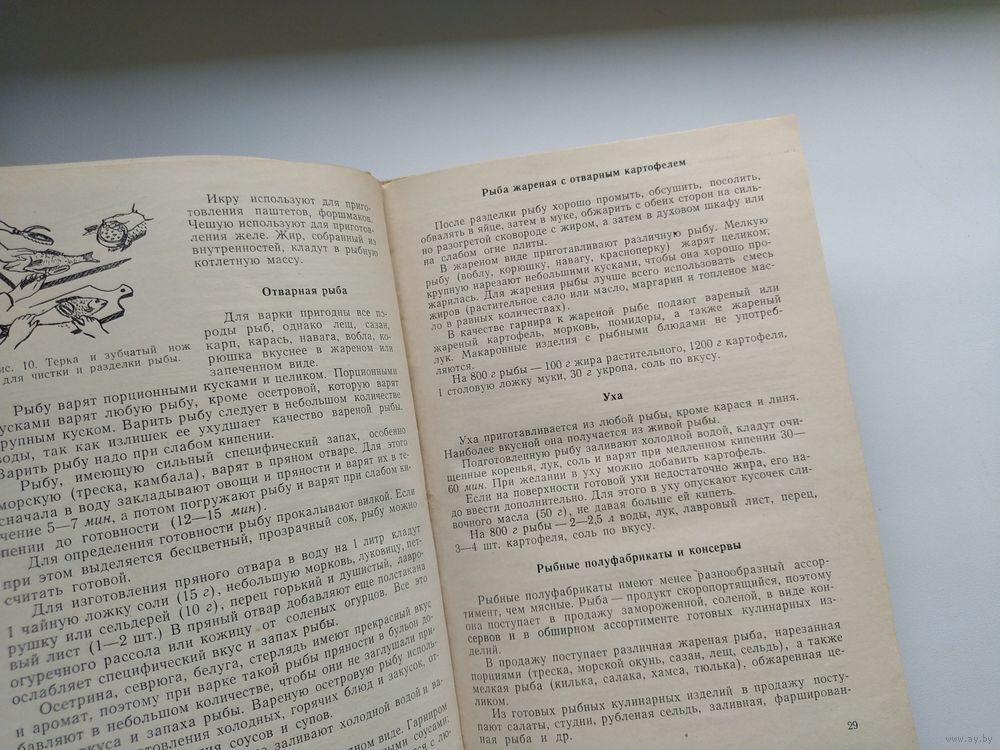 Икру используют для приго-
товления паштетов, форшмаков.
Чешую используют для приготов-
ления желе. Жир, собранный из
внутренностей, кладут в рыбную
котлетную массу.
Отварная рыба
Для варки пригодны все по-
роды рыб, однако лещ, сазан,
карп, карась, навага, вобла, ко-
рюшка вкуснее в жареном или
запеченном виде.
ис. 10. Терка и зубчатый нож
для чистки и разделки рыбы.
Рыбу варят порционными кусками и целиком. Порционными
кусками варят любую рыбу, кроме осетровой, которую варят
крупным куском. Варить рыбу следует в небольшом количестве
воды, так как излишек ее ухудшает качество вареной рыбы.
Варить рыбу надо при слабом кипении.
Рыбу, имеющую сильный специфический запах, особенно
морскую (треска, камбала), варят в пряном отваре. Для этого
сначала в воду закладывают овощи и пряности и варят их в те-
чение 5—7 мин, а потом погружают рыбу и варят при слабом ки-
пении до готовности (12—15 мин).
Для определения готовности рыбу прокалывают вилкой. Если
при этом выделяется бесцветный, прозрачный сок, рыбу можно
считать готовой.
Для изготовления пряного отвара в воду на 1 литр кладут
1 чайную ложку соли (15 г), небольшую морковь, луковицу, пет-
рушку или сельдерей (10 г), перец горький и душистый, лавро-
вый лист (1—2 шт.) В пряный отвар добавляют еще полстакана
огуречного рассола или кожицу от соленых огурцов. Все это
ослабляет специфический вкус и запах рыбы.
Осетрина, севрюга, белуга, стерлядь имеют прекрасный вкус
и аромат, поэтому при варке такой рыбы пряности в бульон до-
бавляют в небольшом количестве, чтобы они не заглушали при-
вкуса и запаха рыбы. Вареную осетровую рыбу исполь-
готовления холодных, горячих блюд и закусок, от-
соусов и супов.
заливают холодной водой и ва-
ном виде. Гарниром
ными соусами:
с лю-
Рыба жареная с отварным картофелем
После разделки рыбу хорошо промыть, обсушить, посолить,
обвалять в яйце, затем в муке, обжарить с обеих сторон на силь-
но разогретой сковороде с жиром, а затем в духовом шкафу или
на слабом огне плиты.
В жареном виде приготавливают различную рыбу. Мелкую
рыбу (воблу, корюшку, навагу, красноперку) жарят целиком:
крупную нарезают небольшими кусками, чтобы она хорошо про-
жарилась. Для жарения рыбы лучше всего использовать смесь
жиров (растительное сало или масло, маргарин и топленое мас-
ло в равных количествах).
В качестве гарнира к жареной рыбе подают вареный или
жареный картофель, морковь, помидоры, а также жареный
лук. Макаронные изделия с рыбными блюдами не употреб-
ляются.
На 800 г рыбы — 100 г жира растительного, 1200 г картофеля,
1 столовую ложку муки, 30 г укропа, соль по вкусу.
Уха
Уха приготавливается из любой рыбы, кроме карася и линя.
Наиболее вкусной она получается из живой рыбы.
Подготовленную рыбу заливают холодной водой, кладут очи-
щенные коренья, лук, соль и варят при медленном кипении 30—
60 мин. При желании в уху можно добавить картофель.
Если на поверхности готовой ухи недостаточно жира, его на-
до ввести дополнительно. Для этого в уху опускают кусочек сли-
вочного масла (50 г), не давая больше ей кипеть.
На 800 г рыбы — 2—2,5 л воды, лук, лавровый лист, перец,
3—4 шт. картофеля, соль по вкусу.
Рыбные полуфабрикаты и консервы
Рыбные полуфабрикаты имеют менее разнообразный ассор-
тимент, чем мясные. Рыба — продукт скоропортящийся, поэтому
она поступает в продажу замороженной, соленой, в виде кон-
сервов и в обширном ассортименте готовых кулинарных из-
делий.
В продажу поступает различная жареная рыба, нарезанная
порциями (треска, морской окунь, сазан, лещ, сельдь), а также
мелкая рыба (килька, салака, хамса, тюлька), обжаренная це-
ликом.
Из готовых рыбных кулинарных изделий в продажу посту-
пают салаты, студни, рубленая сельдь, заливная, фарширован-
ная рыба и др.
29
www.ay.by